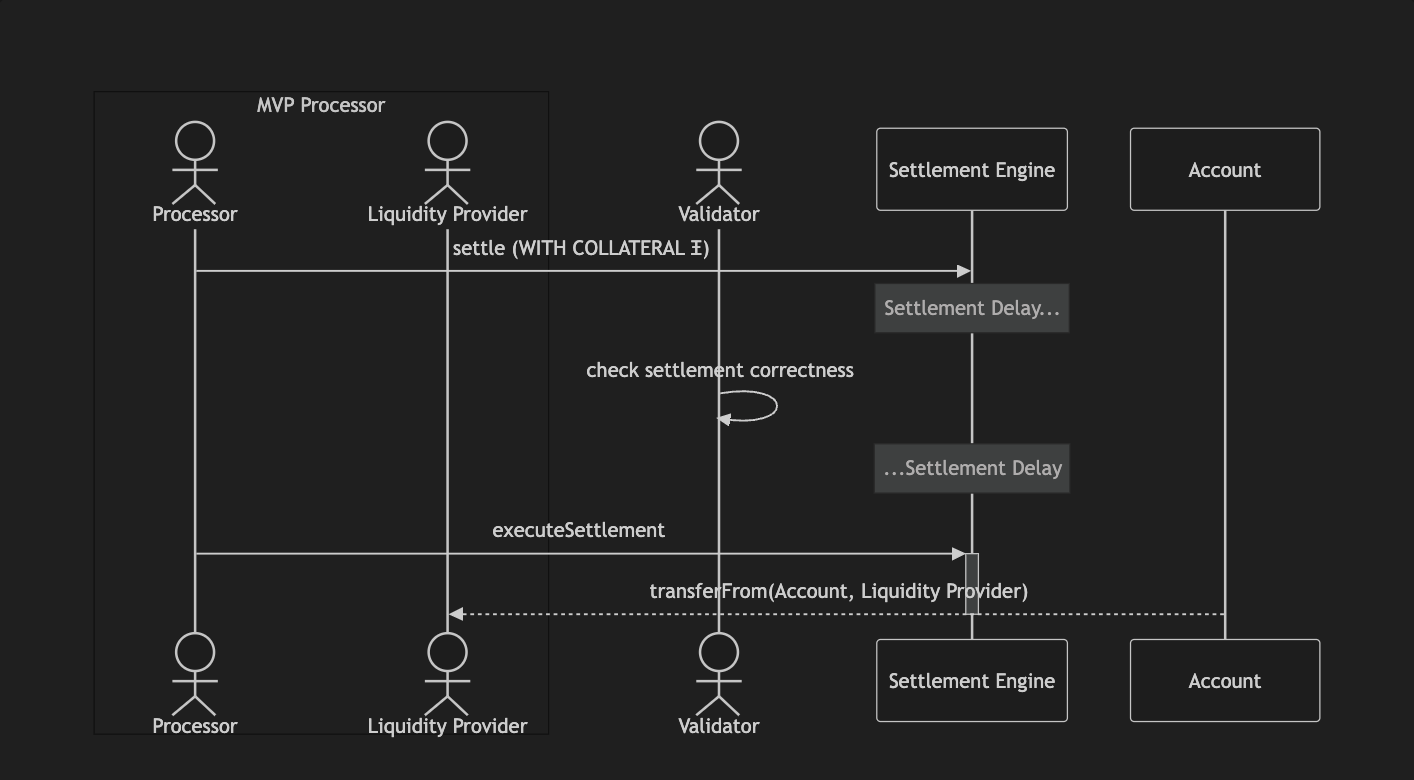 MVP Processor
Processor
Liquidity Provider
Validator
Settlement Engine
Account
settle (WITH COLLATERAL Ξ)
Settlement Delay...
check settlement correctness
...Settlement Delay
executeSettlement
transferFrom(Account, Liquidity Provider)
Processor
Liquidity Provider
Validator
Settlement Engine
Account